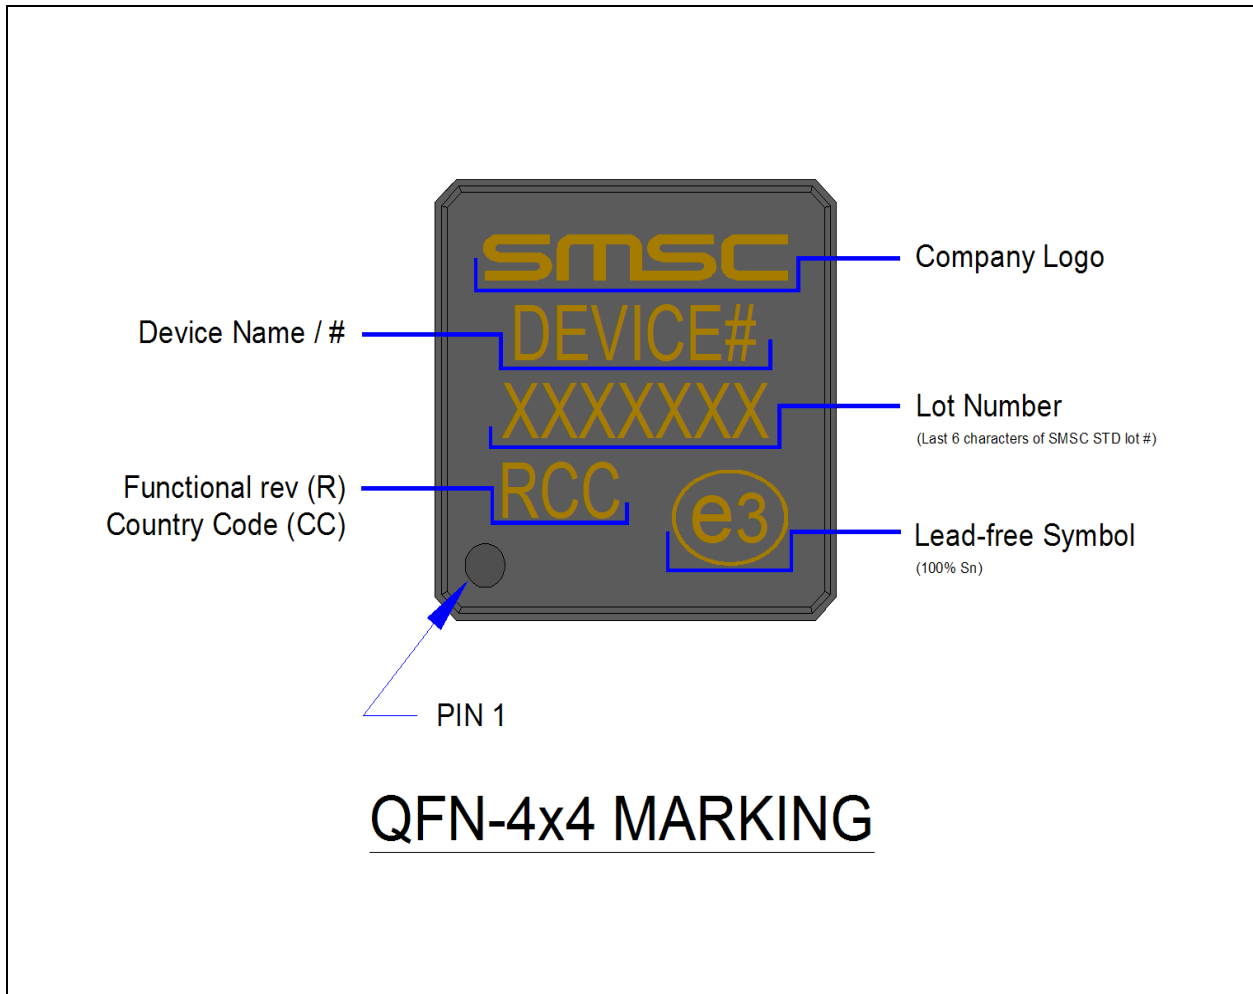 SMSC
Company Logo
Device Name / #
DEVICE#
XXXXXXX
Lot Number
(Last 6 characters of SMSC STD lot #)
Functional rev (R)
Country Code (CC)
RCC
e3
Lead-free Symbol
(100% Sn)
PIN 1
QFN-4x4 MARKING